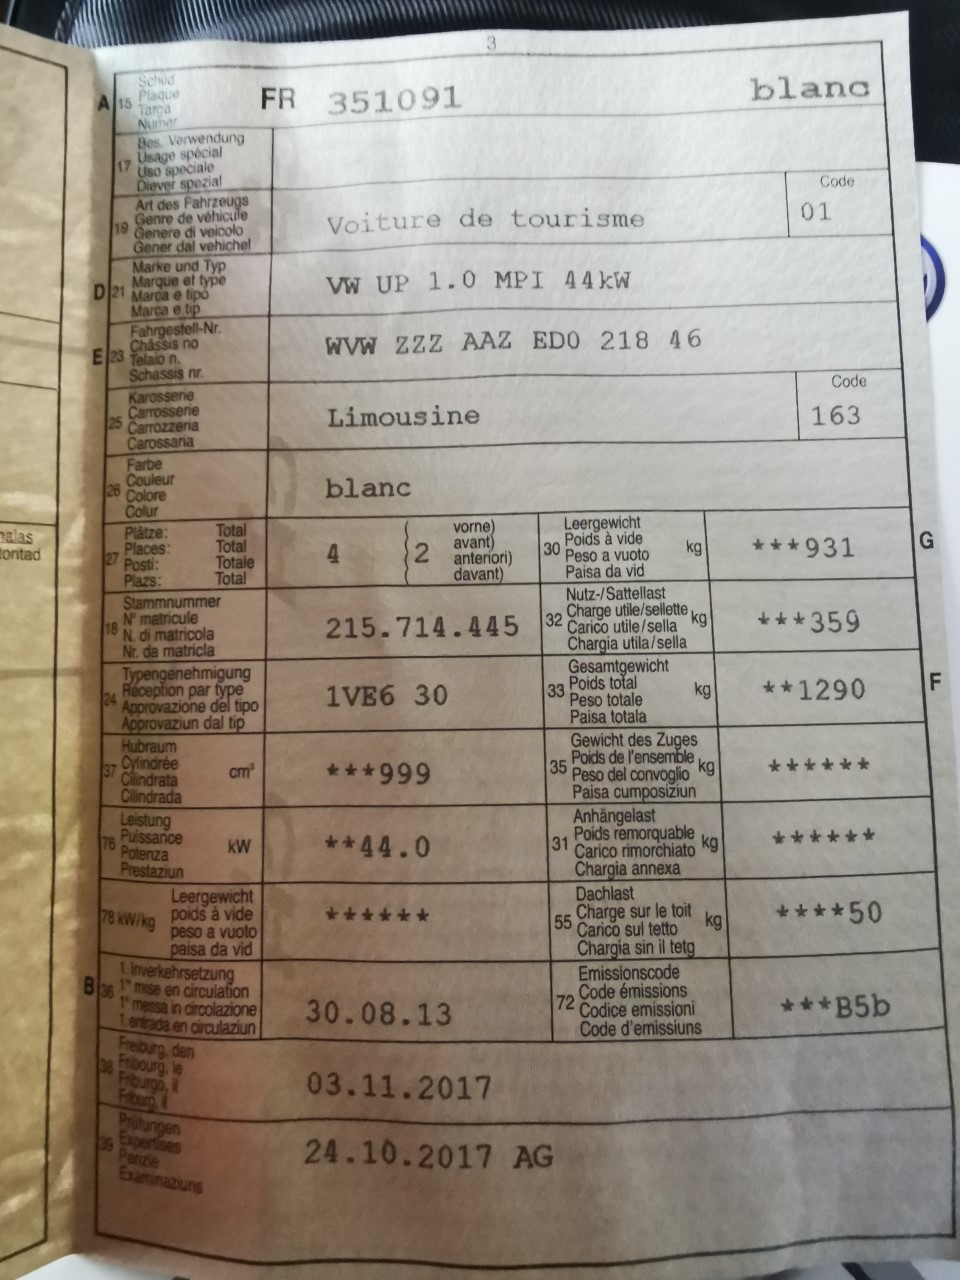 3
A 15 Schild
Plaque
Targa
Numer
FR 351091 blanc
17 Bes. Verwendung
Usage spécial
Uso speciale
Diever spezial
19 Art des Fahrzeugs
Genre de véhicule
Genere di veicolo
Gener dal vehichel
Voiture de tourisme
Code
01
D 21 Marke und Typ
Marque et type
Marca e tipo
Marca e tip
VW UP 1.0 MPI 44kW
E 23 Fahrgestell-Nr.
Châssis no
Telaio n.
Schassis nr.
WVW ZZZ AAZ ED0 218 46
25 Karosserie
Carrosserie
Carrozzeria
Carossaria
Limousine
Code
163
26 Farbe
Couleur
Colore
Colur
blanc
27 Plätze: Total
Places: Total
Posti: Totale
Plazs: Total
4 (2 vorne)
avant)
anteriori)
davant)
30 Leergewicht
Poids à vide
Peso a vuoto
Paisa da vid
kg
***931
G
18 Stammnummer
N° matricule
N. di matricola
Nr. da matricla
215.714.445
32 Nutz-/Sattellast
Charge utile/sellette
Carico utile/sella
Chargia utila/sella
kg
***359
24 Typengenehmigung
Réception par type
Approvazione del tipo
Approvaziun dal tip
1VE6 30
33 Gesamtgewicht
Poids total
Peso totale
Paisa totala
kg
**1290
F
37 Hubraum
Cylindrée
Cilindrata
Cilindrada
cm³
***999
35 Gewicht des Zuges
Poids de l'ensemble
Peso del convoglio
Paisa cumposiziun
kg
******
76 Leistung
Puissance
Potenza
Prestaziun
kW
**44.0
31 Anhängelast
Poids remorquable
Carico rimorchiato
Chargia annexa
kg
******
78 kW/kg Leergewicht
poids à vide
peso a vuoto
paisa da vid
******
55 Dachlast
Charge sur le toit
Carico sul tetto
Chargia sin il tetg
kg
****50
B 36 1. Inverkehrsetzung
1re mise en circulation
1a messa in circolazione
1. entrada en circulaziun
30.08.13
72 Emissionscode
Code émissions
Codice emissioni
Code d'emissiuns
***B5b
38 Freiburg, den
Fribourg, le
Friburgo, il
Friburg, il
03.11.2017
39 Prüfungen
Expertises
Perizie
Examinaziuns
24.10.2017 AG